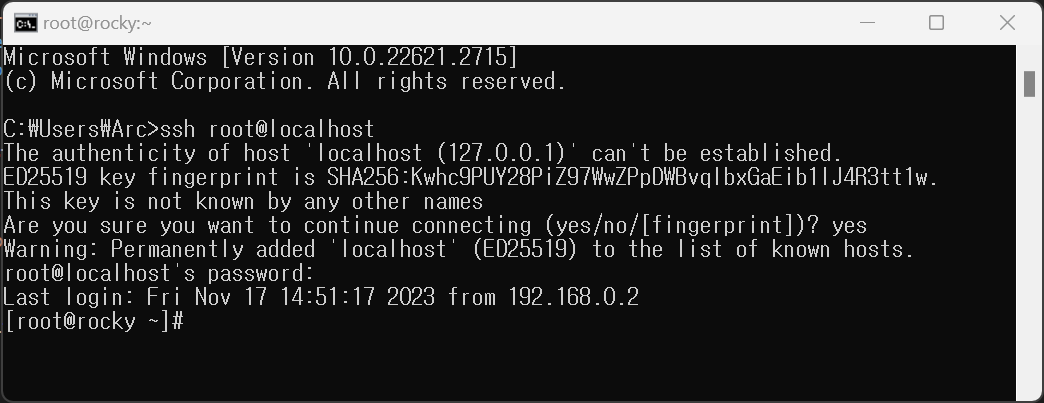 root@rocky:~
Microsoft Windows [Version 10.0.22621.2715]
(c) Microsoft Corporation. All rights reserved.
C:₩Users₩Arc>ssh root@localhost
The authenticity of host 'localhost (127.0.0.1)' can't be established.
ED25519 key fingerprint is SHA256:Kwhc9PUY28PiZ97WwZPpDWBvqlbxGaEib1lJ4R3tt1w.
This key is not known by any other names
Are you sure you want to continue connecting (yes/no/[fingerprint])? yes
Warning: Permanently added 'localhost' (ED25519) to the list of known hosts.
root@localhost's password:
Last login: Fri Nov 17 14:51:17 2023 from 192.168.0.2
[root@rocky ~]#